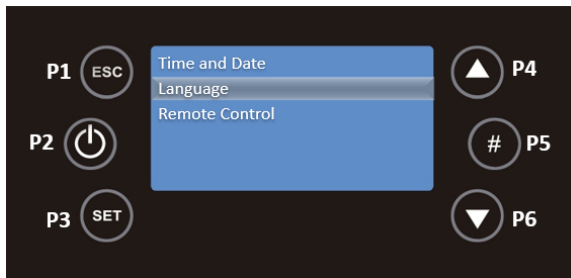 P1 ESC
P2
P3 SET
Time and Date
Language
Remote Control
P4
# P5
P6